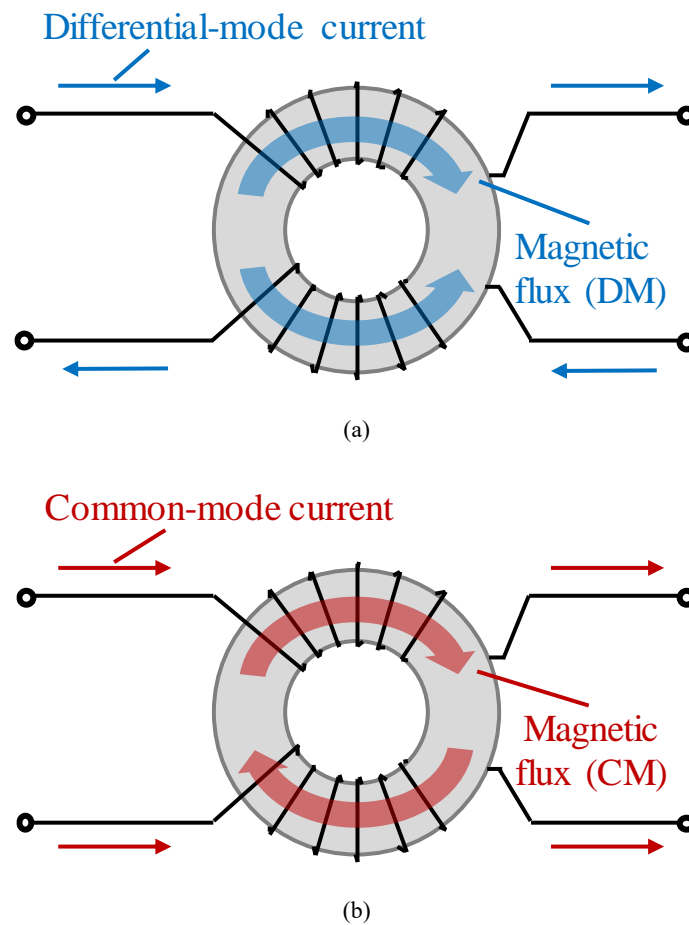 Differential-mode current
Magnetic
flux (DM)
(a)
Common-mode current
Magnetic
flux (CM)
(b)